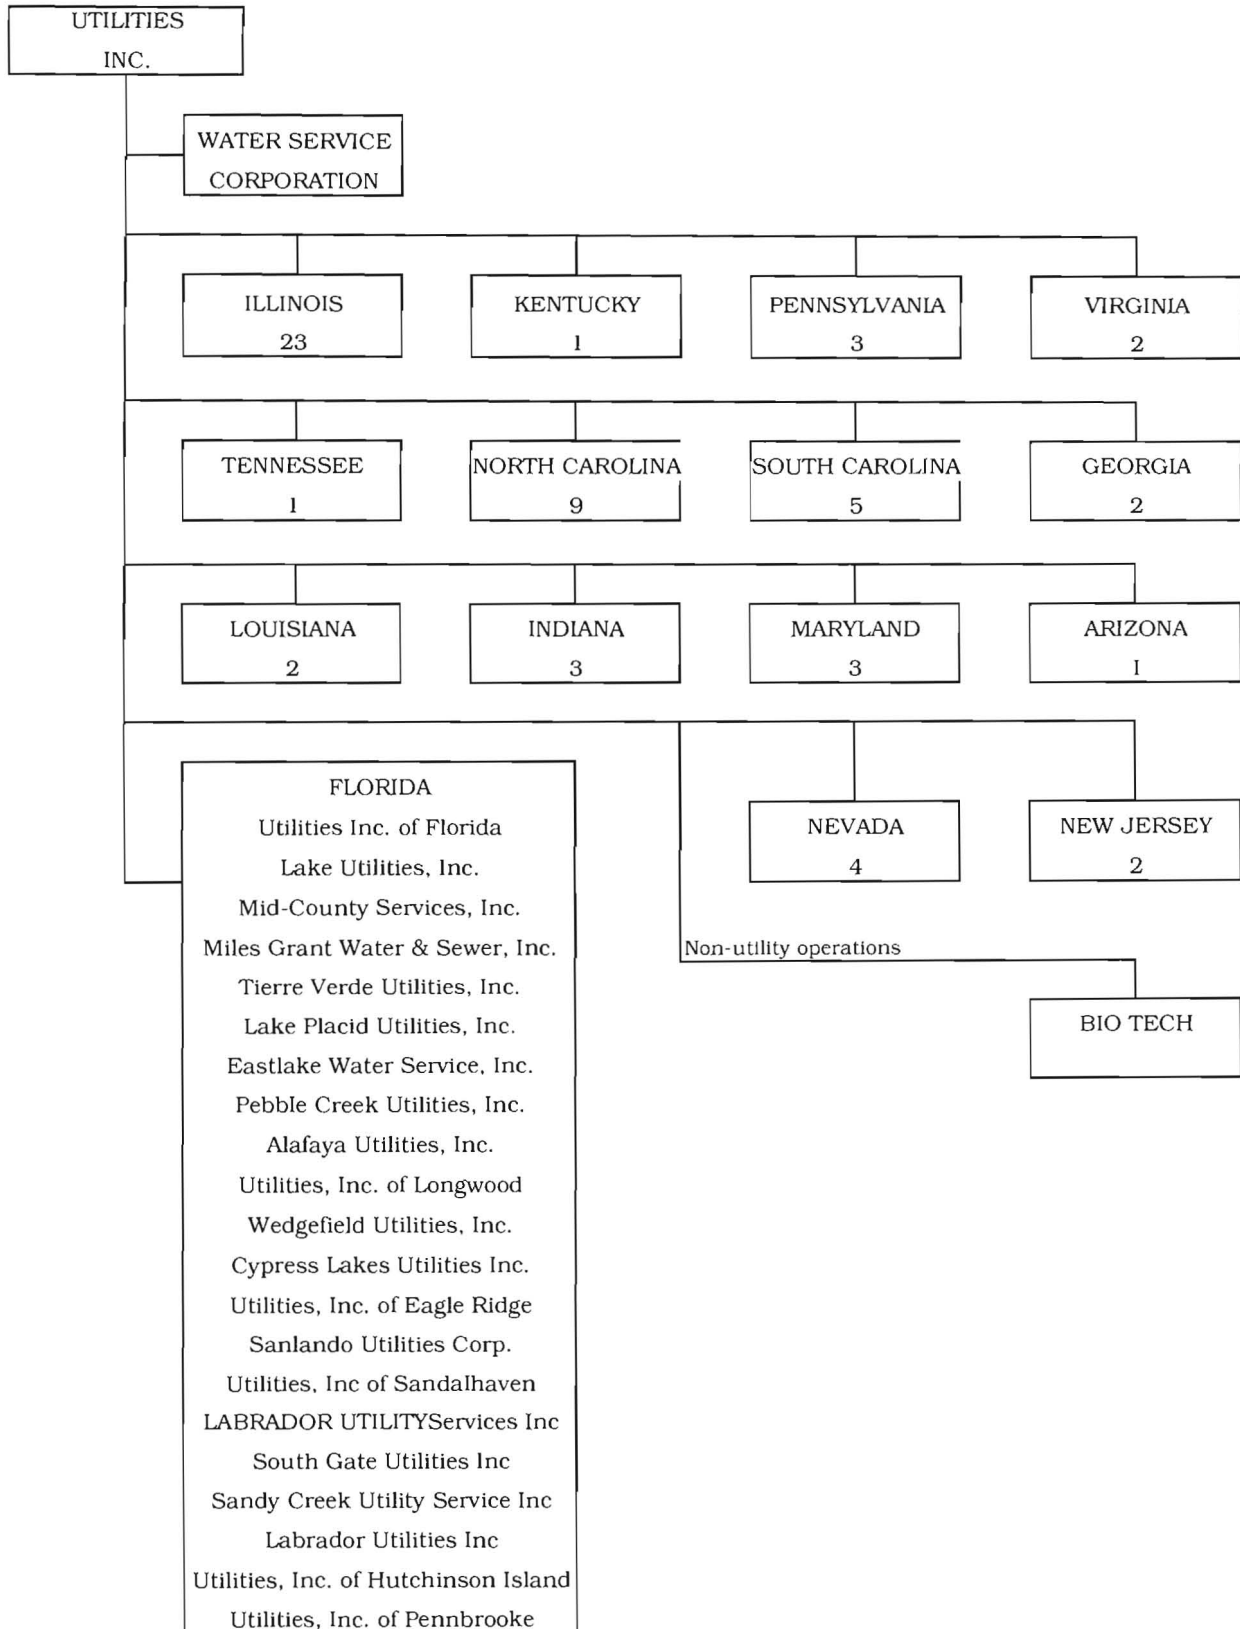 UTILITIES
INC.
WATER SERVICE
CORPORATION
ILLINOIS
23
KENTUCKY
1
PENNSYLVANIA
3
VIRGINIA
2
TENNESSEE
1
NORTH CAROLINA
9
SOUTH CAROLINA
5
GEORGIA
2
LOUISIANA
2
INDIANA
3
MARYLAND
3
ARIZONA
1
FLORIDA
Utilities Inc. of Florida
Lake Utilities, Inc.
Mid-County Services, Inc.
Miles Grant Water & Sewer, Inc.
Tierre Verde Utilities, Inc.
Lake Placid Utilities, Inc.
Eastlake Water Service, Inc.
Pebble Creek Utilities, Inc.
Alafaya Utilities, Inc.
Utilities, Inc. of Longwood
Wedgefield Utilities, Inc.
Cypress Lakes Utilities Inc.
Utilities, Inc. of Eagle Ridge
Sanlando Utilities Corp.
Utilities, Inc of Sandalhaven
LABRADOR UTILITYServices Inc
South Gate Utilities Inc
Sandy Creek Utility Service Inc
Labrador Utilities Inc
Utilities, Inc. of Hutchinson Island
Utilities, Inc. of Pennbrooke
NEVADA
4
NEW JERSEY
2
Non-utility operations
BIO TECH